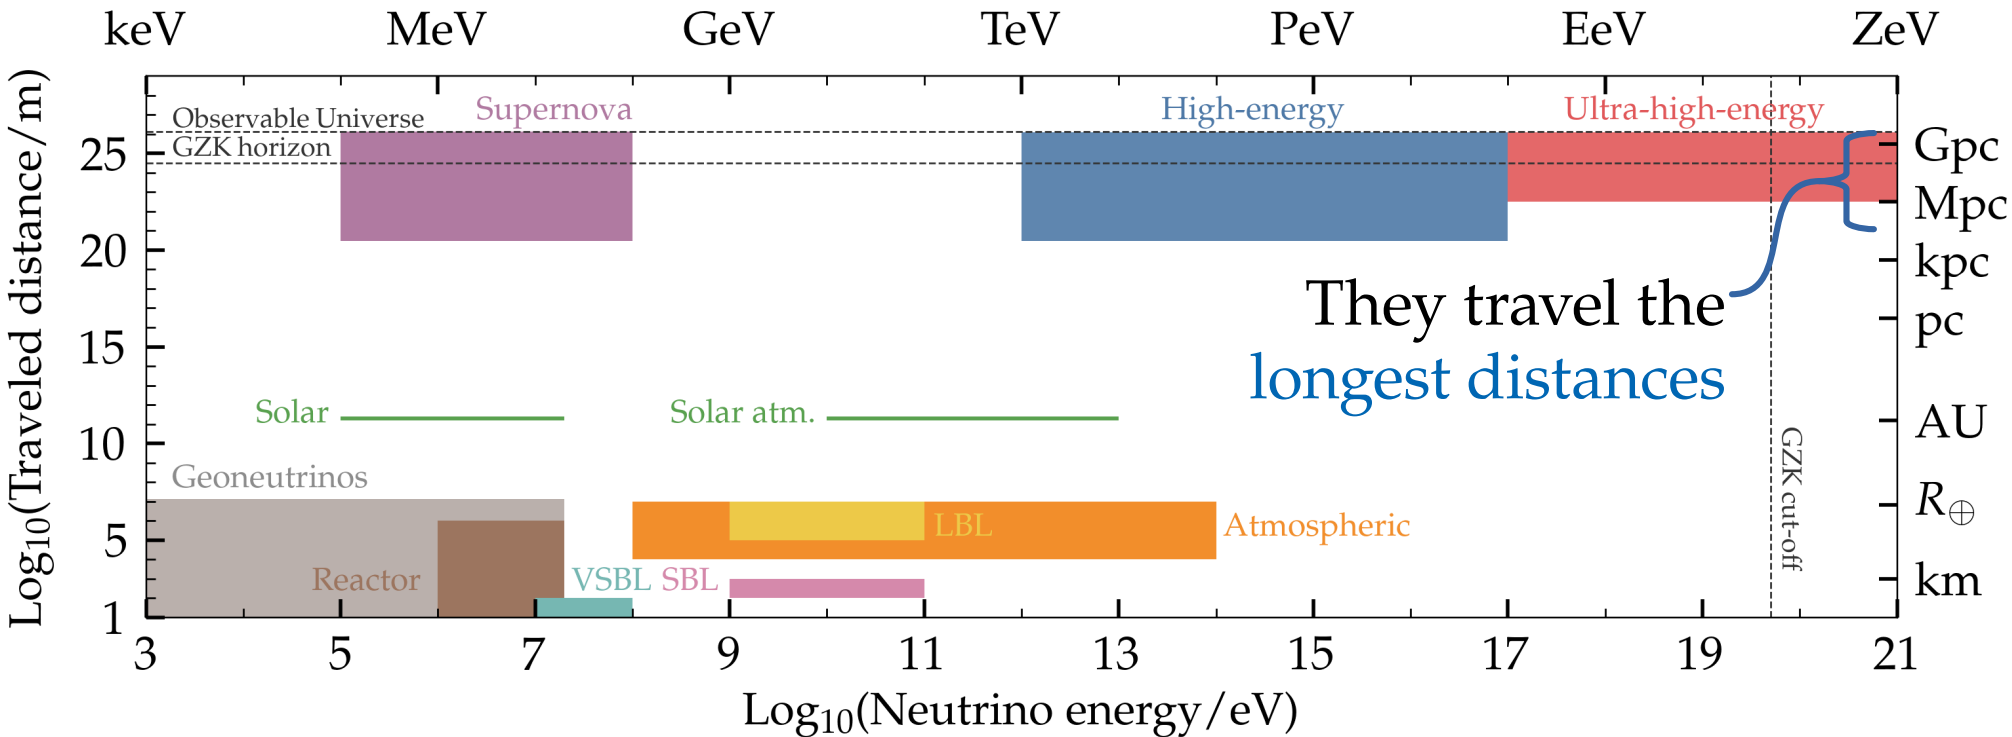 keV MeV GeV TeV PeV EeV ZeV
Observable Universe
Supernova
High-energy
Ultra-high-energy
GZK horizon
25
20
15
10
5
1
Log10(Traveled distance/m)
Gpc
Mpc
kpc
pc
AU
R⊕
km
They travel the
longest distances
Solar
Solar atm.
GZK cut-off
Geoneutrinos
LBL
Atmospheric
Reactor
VSBL
SBL
3 5 7 9 11 13 15 17 19 21
Log10(Neutrino energy/eV)